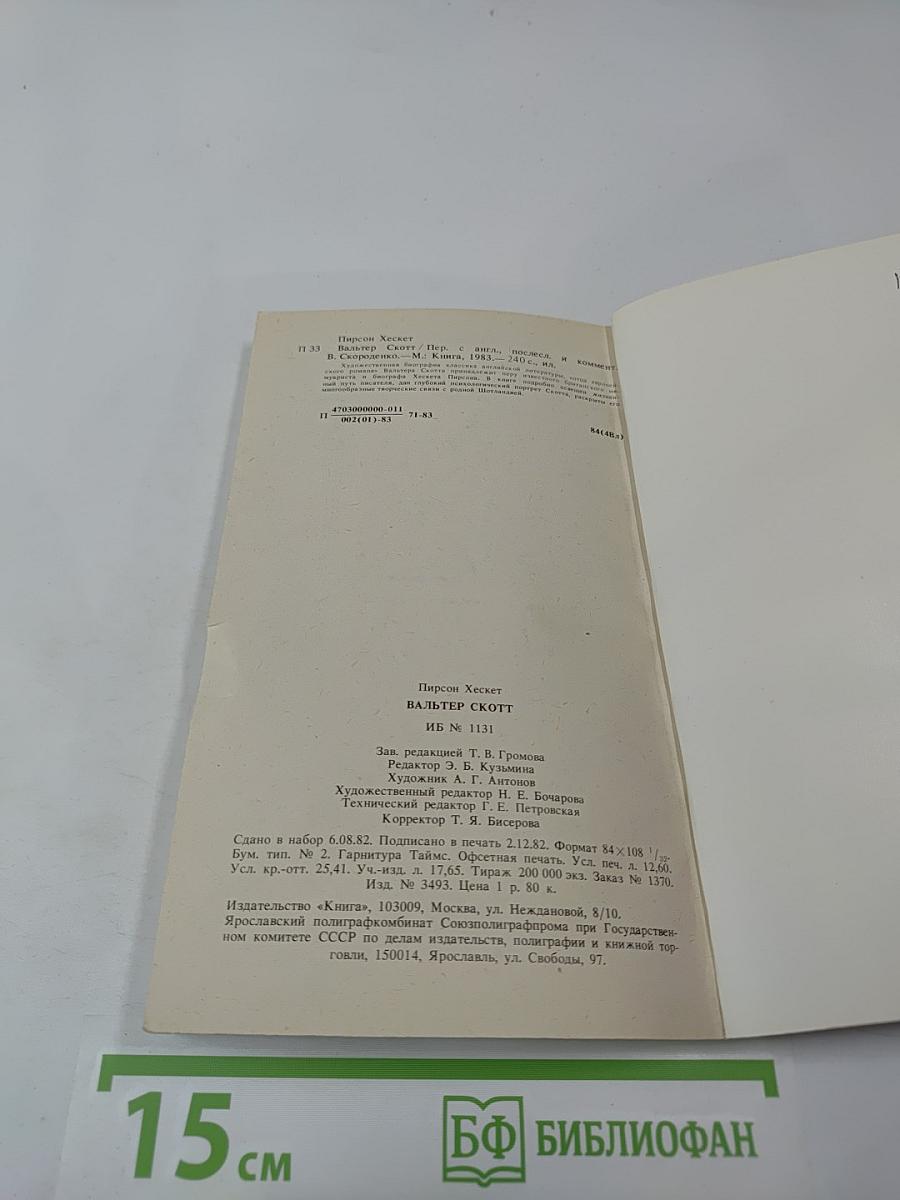 Пирсон Хескет
П 33 Вальтер Скотт / Пер. с англ., послесл. и коммент.
В. Скороденко.— М.: Книга, 1983.— 240 с., ил.
Художественная биография классика английской литературы, «отца европей-
ского романа» Вальтера Скотта принадлежит перу известного британского ме-
муариста и биографа Хескета Пирсона. В книге подробно освещен жизнен-
ный путь писателя, дан глубокий психологический портрет Скотта, раскрыты его
многообразные творческие связи с родной Шотландией.
П 4703000000-011 71-83
002(01)-83
84(4Вл)
Пирсон Хескет
ВАЛЬТЕР СКОТТ
ИБ № 1131
Зав. редакцией Т. В. Громова
Редактор Э. Б. Кузьмина
Художник А. Г. Антонов
Художественный редактор Н. Е. Бочарова
Технический редактор Г. Е. Петровская
Корректор Т. Я. Бисерова
Сдано в набор 6.08.82. Подписано в печать 2.12.82. Формат 84×108 1/32.
Бум. тип. № 2. Гарнитура Таймс. Офсетная печать. Усл. печ. л. 12,60.
Усл. кр.-отт. 25,41. Уч.-изд. л. 17,65. Тираж 200 000 экз. Заказ № 1370.
Изд. № 3493. Цена 1 р. 80 к.
Издательство «Книга», 103009, Москва, ул. Неждановой, 8/10.
Ярославский полиграфкомбинат Союзполиграфпрома при Государствен-
ном комитете СССР по делам издательств, полиграфии и книжной тор-
говли, 150014, Ярославль, ул. Свободы, 97.
15 см
БФ БИБЛИОФАН